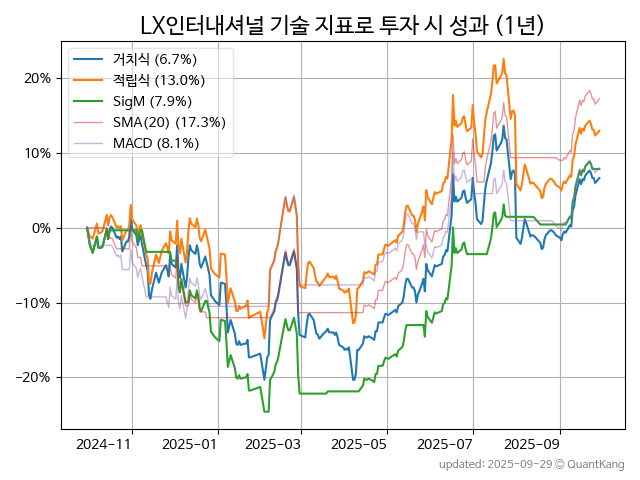 LX인터내셔널 기술 지표로 투자 시 성과 (1년)
거치식 (6.7%)
적립식 (13.0%)
SigM (7.9%)
SMA(20) (17.3%)
MACD (8.1%)
20%
10%
0%
−10%
−20%
2024-11 2025-01 2025-03 2025-05 2025-07 2025-09
updated: 2025-09-29 © QuantKang